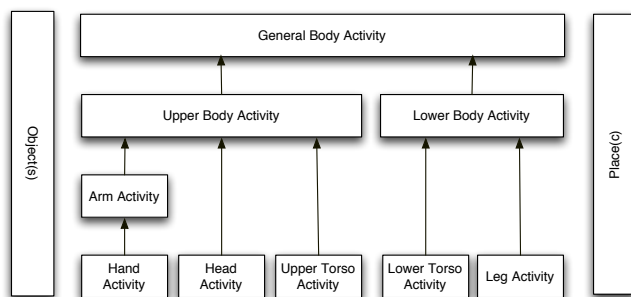 General Body Activity
Object(s)
Place(c)
Upper Body Activity
Lower Body Activity
Arm Activity
Hand
Activity
Head
Activity
Upper Torso
Activity
Lower Torso
Activity
Leg Activity